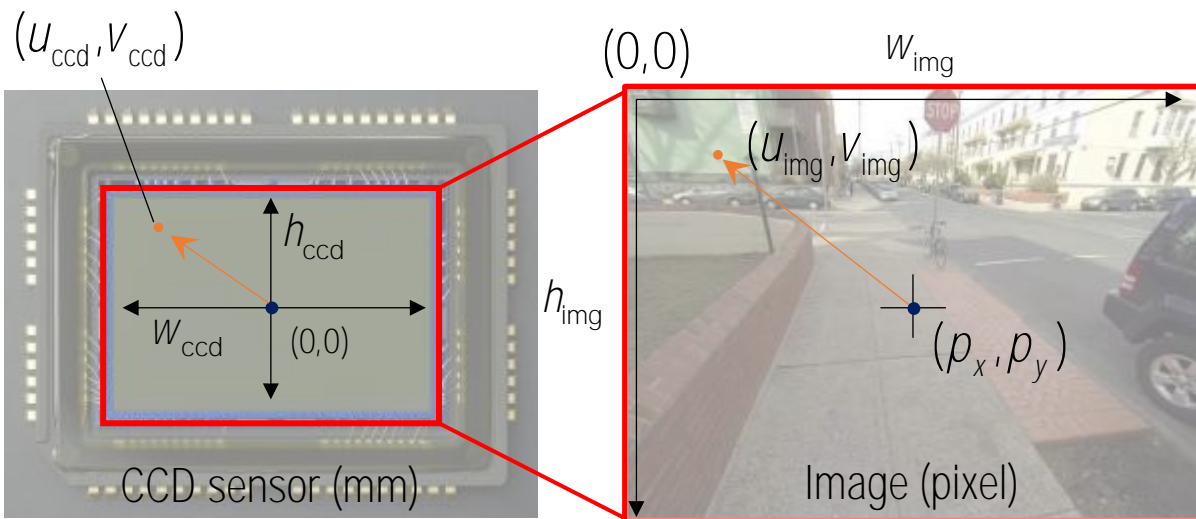 (u_ccd, v_ccd)
(0,0)
w_img
STOP
(u_img, v_img)
h_ccd
w_ccd
(0,0)
h_img
(p_x, p_y)
CCD sensor (mm)
Image (pixel)